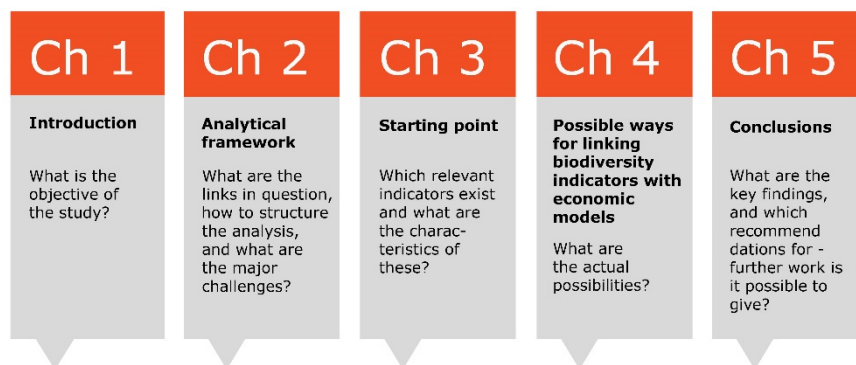 Ch 1
Introduction
What is the
objective of
the study?
Ch 2
Analytical
framework
What are the
links in question,
how to structure
the analysis,
and what are
the major
challenges?
Ch 3
Starting point
Which relevant
indicators exist
and what are
the charac-
teristics of
these?
Ch 4
Possible ways
for linking
biodiversity
indicators with
economic
models
What are
the actual
possibilities?
Ch 5
Conclusions
What are the
key findings,
and which
recommend
dations for -
further work is
it possible to
give?